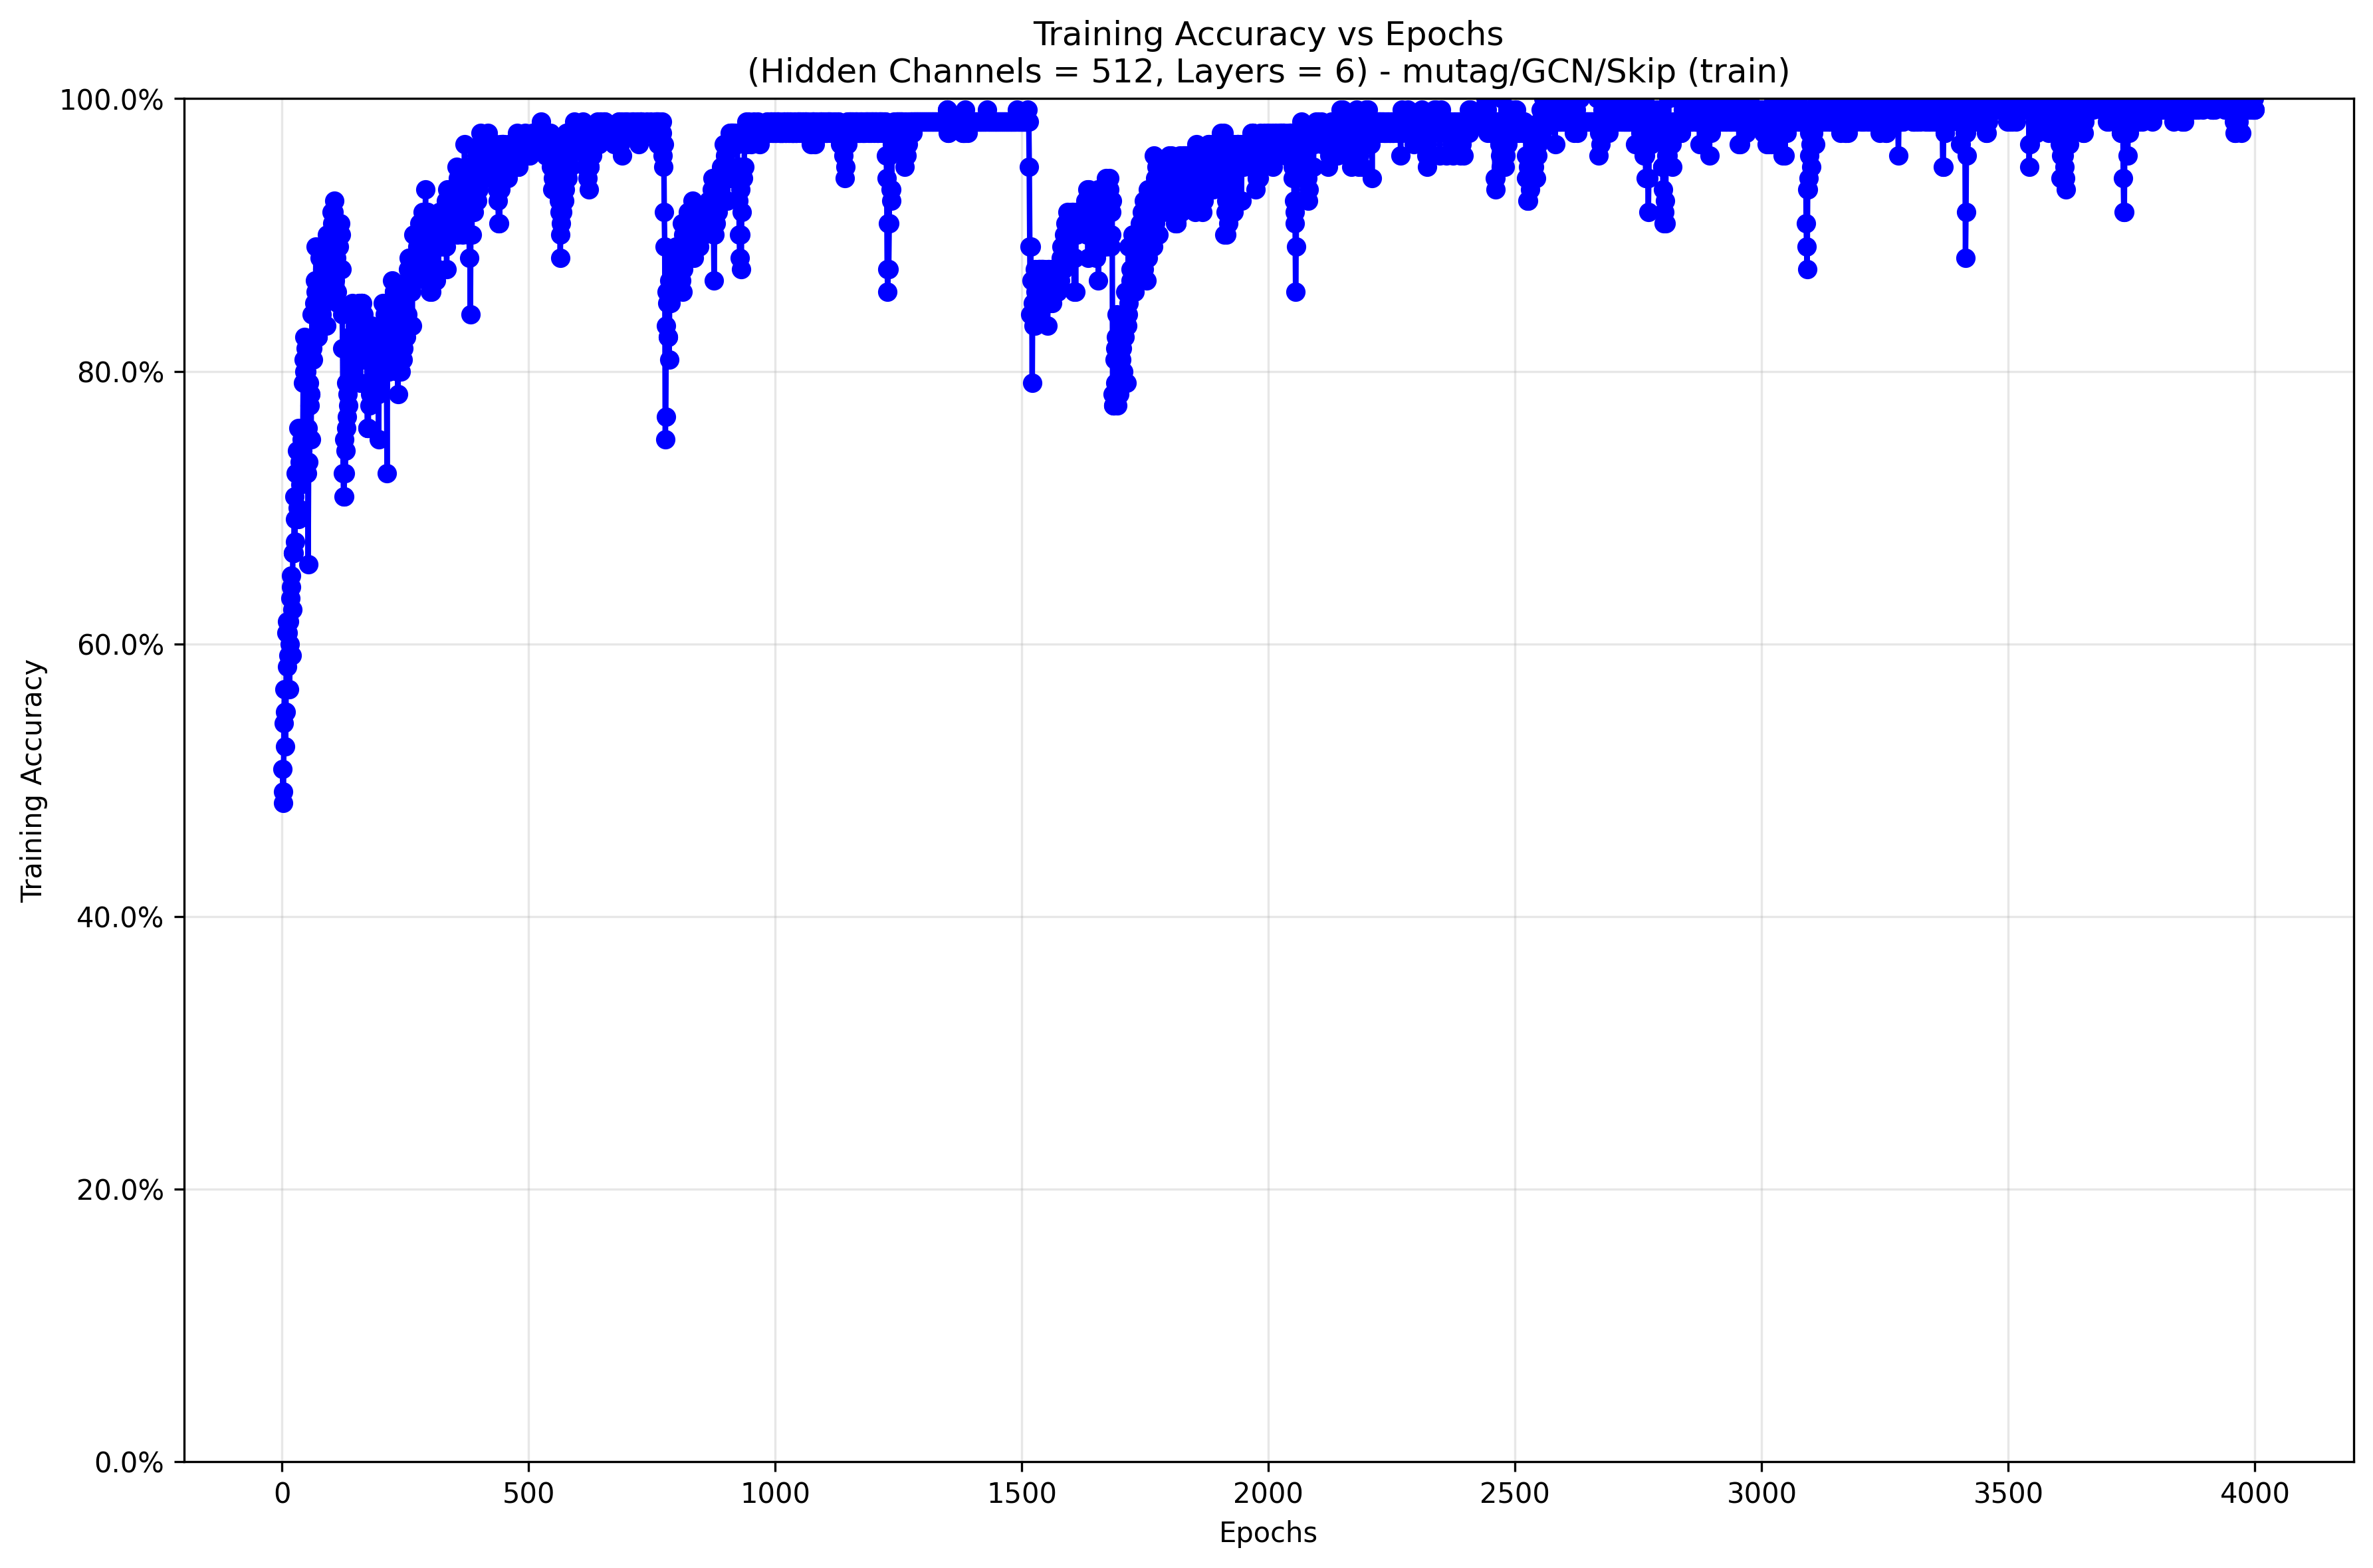 Training Accuracy vs Epochs
(Hidden Channels = 512, Layers = 6) - mutag/GCN/Skip (train)
100.0%
80.0%
60.0%
40.0%
20.0%
0.0%
Training Accuracy
0 500 1000 1500 2000 2500 3000 3500 4000
Epochs